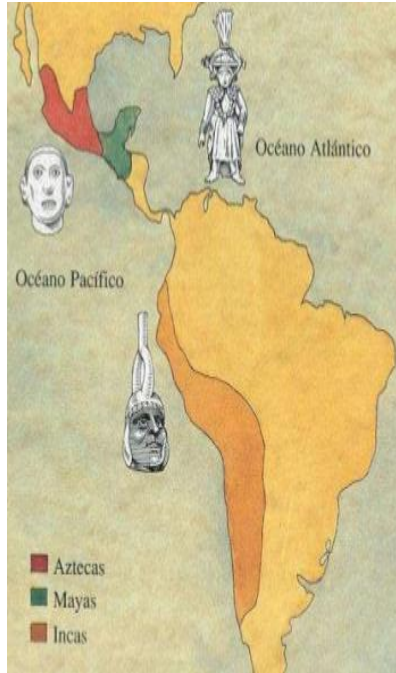 Océano Atlántico
Océano Pacífico
Aztecas
Mayas
Incas